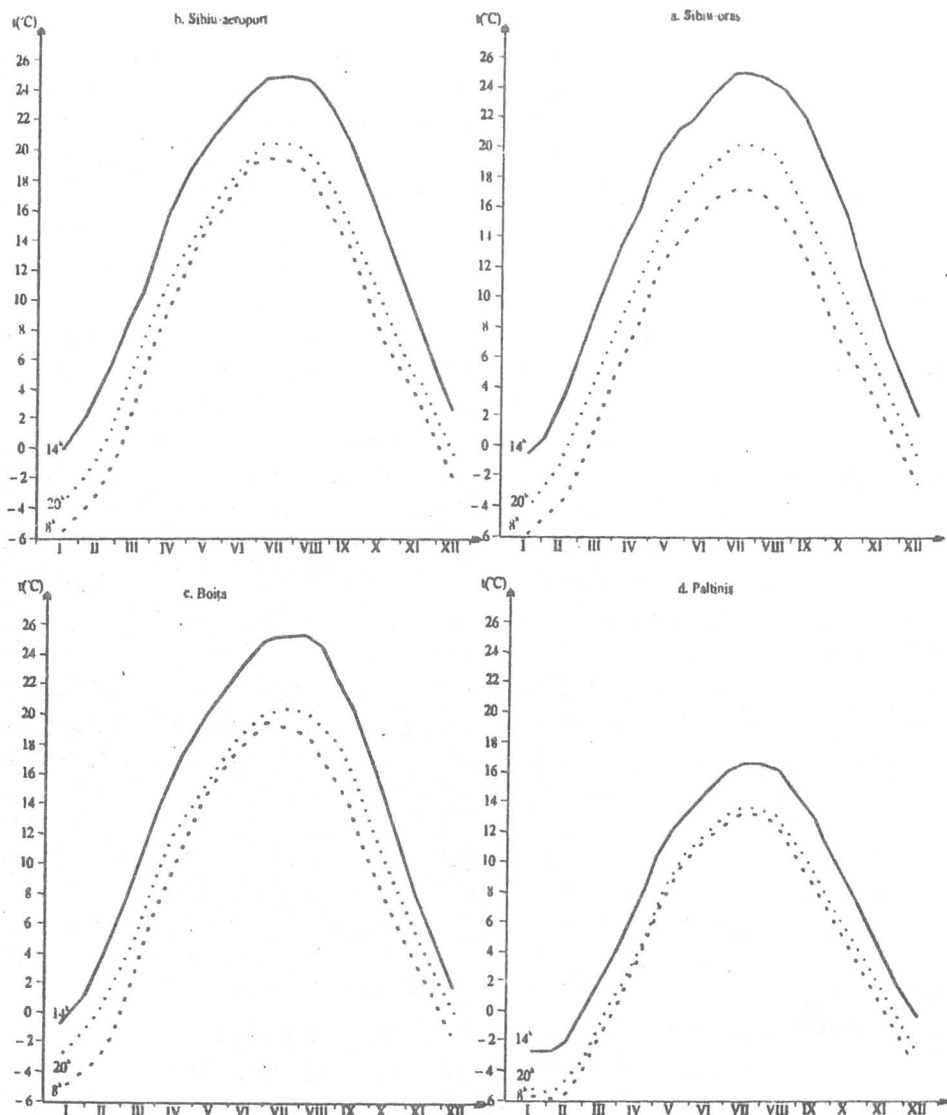 t(°C)
b. Sibiu-aeroport
26
24
22
20
18
16
14
12
10
8
6
4
2
0
-2
-4
-6
14ʰ
20ʰ
8ʰ
I II III IV V VI VII VIII IX X XI XII
t(°C)
a. Sibiu-oraș
26
24
22
20
18
16
14
12
10
8
6
4
2
0
-2
-4
-6
14ʰ
20ʰ
8ʰ
I II III IV V VI VII VIII IX X XI XII
t(°C)
c. Boița
26
24
22
20
18
16
14
12
10
8
6
4
2
0
-2
-4
-6
14ʰ
20ʰ
8ʰ
I II III IV V VI VII VIII IX X XI XII
t(°C)
d. Paltiniș
26
24
22
20
18
16
14
12
10
8
6
4
2
0
-2
-4
-6
14ʰ
20ʰ
8ʰ
I II III IV V VI VII VIII IX X XI XII